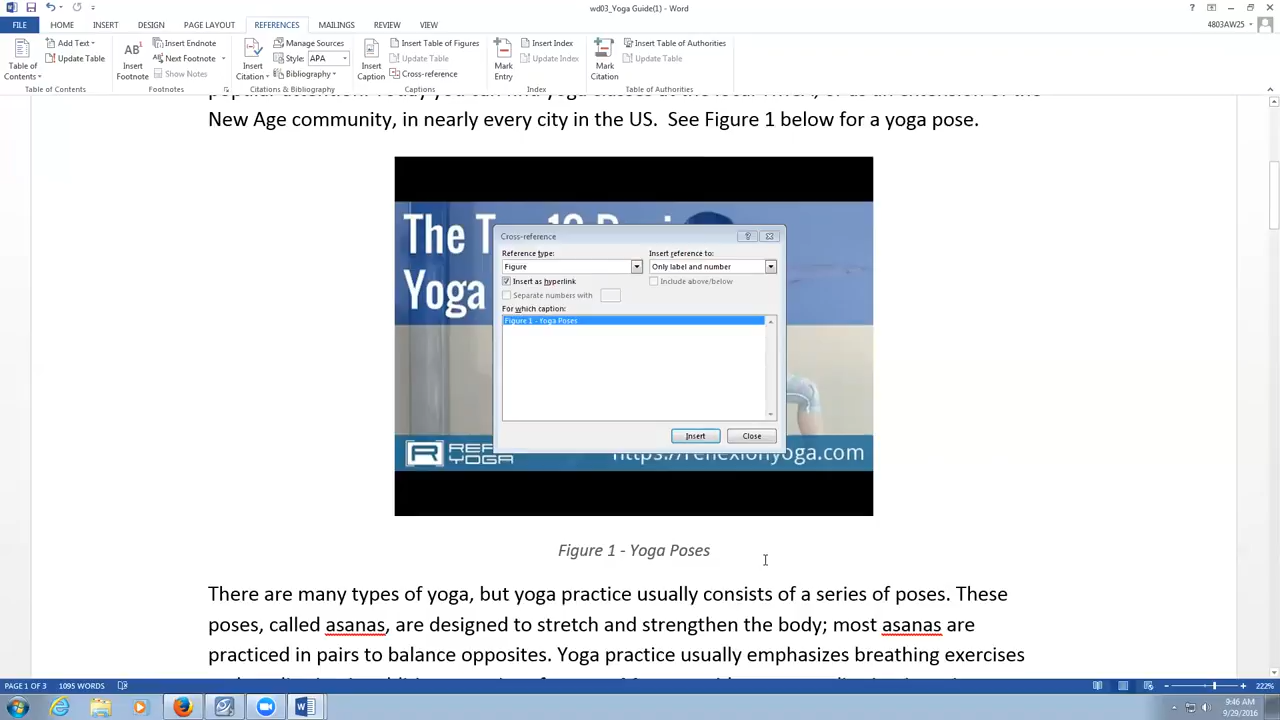 wd03_Yoga Guide(1) - Word
FILE HOME INSERT DESIGN PAGE LAYOUT REFERENCES MAILINGS REVIEW VIEW 4803AW25
Table of Contents
Add Text
Update Table
Table of Contents
AB1 Insert Footnote
Insert Endnote
Next Footnote
Show Notes
Footnotes
Insert Citation
Manage Sources
Style: APA
Bibliography
Citations & Bibliography
Insert Caption
Insert Table of Figures
Update Table
Cross-reference
Captions
Mark Entry
Insert Index
Update Index
Index
Mark Citation
Insert Table of Authorities
Update Table
Table of Authorities
New Age community, in nearly every city in the US.  See Figure 1 below for a yoga pose.
The
Yoga
Cross-reference
Reference type:
Insert reference to:
Figure
Only label and number
Insert as hyperlink
Include above/below
Separate numbers with
For which caption:
Figure 1 - Yoga Poses
Insert
Close
R
YOGA
https://reflexionyoga.com
Figure 1 - Yoga Poses
There are many types of yoga, but yoga practice usually consists of a series of poses. These
poses, called asanas, are designed to stretch and strengthen the body; most asanas are
practiced in pairs to balance opposites. Yoga practice usually emphasizes breathing exercises
PAGE 1 OF 3 1095 WORDS 222%
9:46 AM
9/29/2016